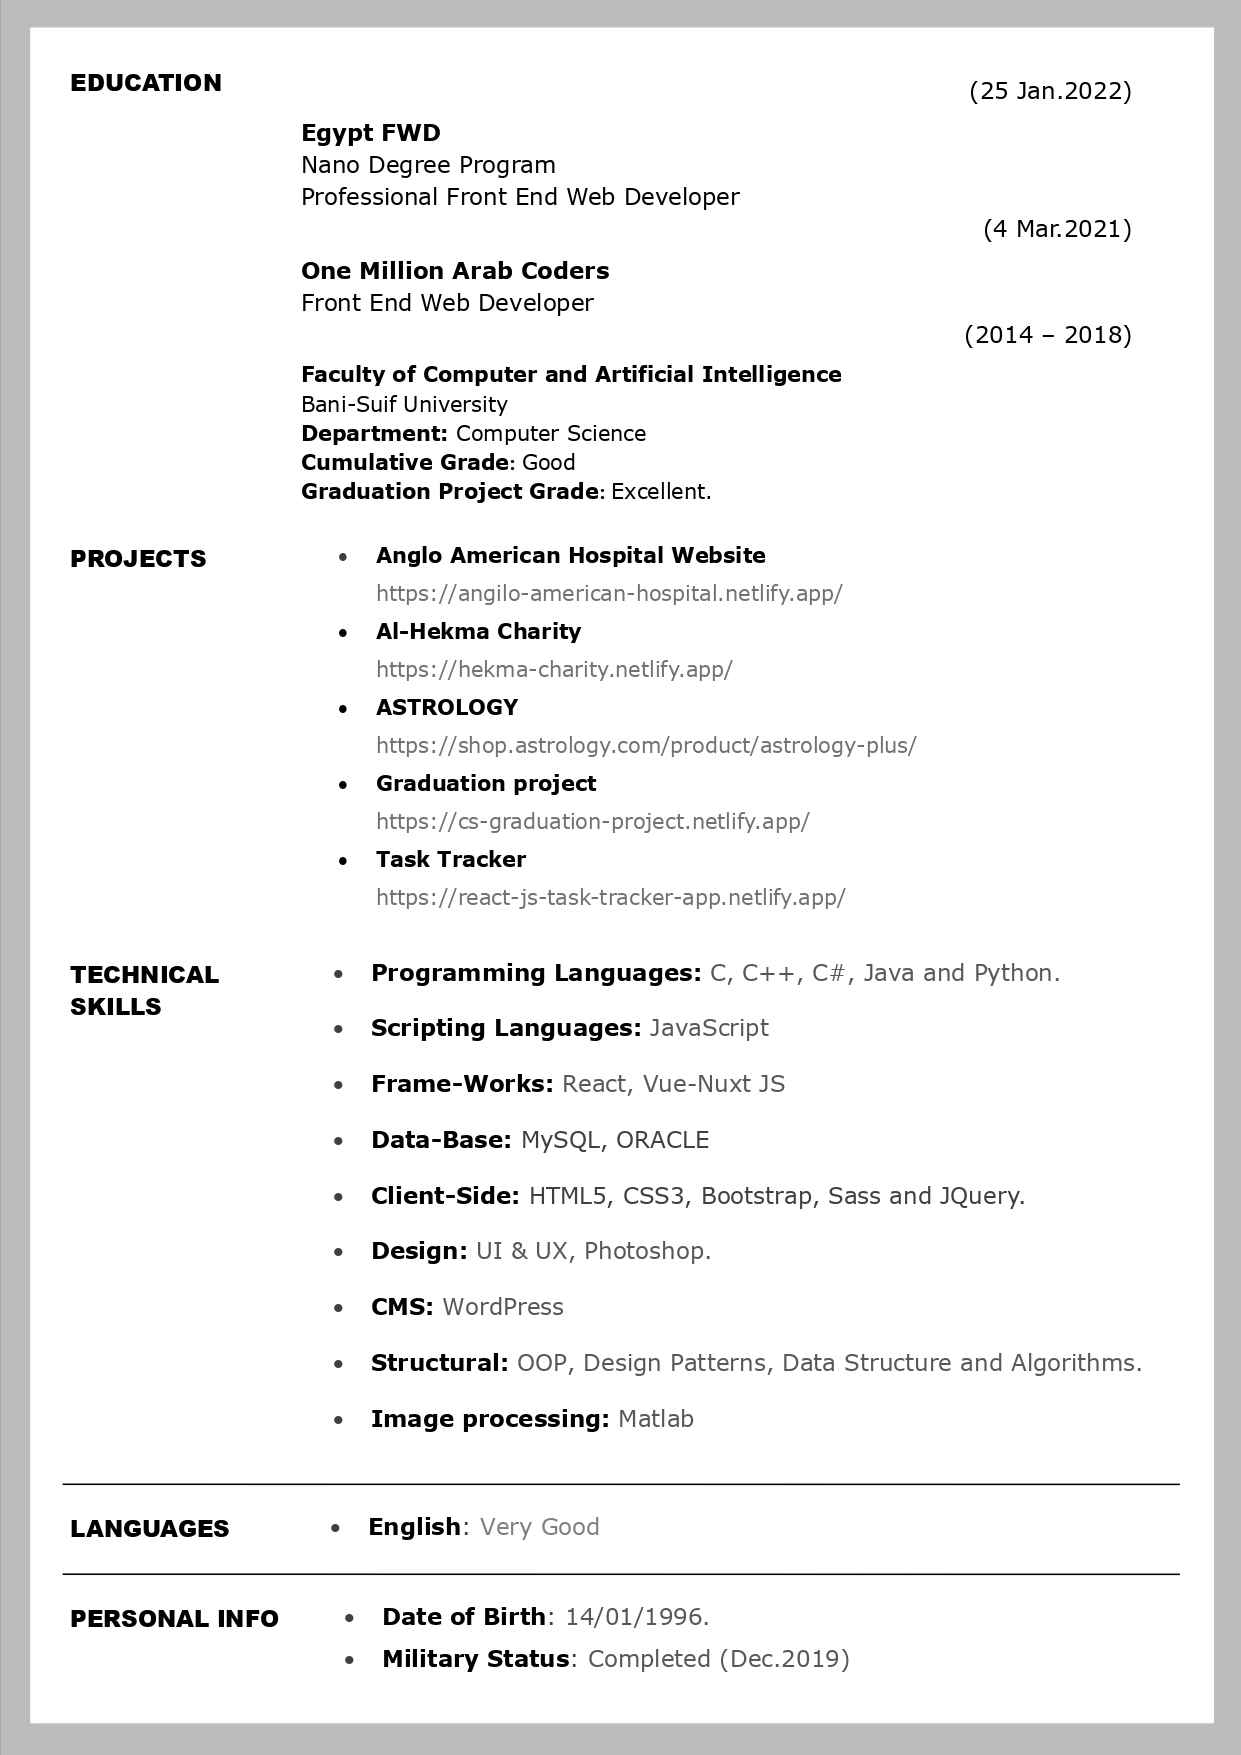 EDUCATION
(25 Jan.2022)
Egypt FWD
Nano Degree Program
Professional Front End Web Developer
(4 Mar.2021)
One Million Arab Coders
Front End Web Developer
(2014 – 2018)
Faculty of Computer and Artificial Intelligence
Bani-Suif University
Department: Computer Science
Cumulative Grade: Good
Graduation Project Grade: Excellent.
PROJECTS
• Anglo American Hospital Website
https://angilo-american-hospital.netlify.app/
• Al-Hekma Charity
https://hekma-charity.netlify.app/
• ASTROLOGY
https://shop.astrology.com/product/astrology-plus/
• Graduation project
https://cs-graduation-project.netlify.app/
• Task Tracker
https://react-js-task-tracker-app.netlify.app/
TECHNICAL
SKILLS
• Programming Languages: C, C++, C#, Java and Python.
• Scripting Languages: JavaScript
• Frame-Works: React, Vue-Nuxt JS
• Data-Base: MySQL, ORACLE
• Client-Side: HTML5, CSS3, Bootstrap, Sass and JQuery.
• Design: UI & UX, Photoshop.
• CMS: WordPress
• Structural: OOP, Design Patterns, Data Structure and Algorithms.
• Image processing: Matlab
LANGUAGES
• English: Very Good
PERSONAL INFO
• Date of Birth: 14/01/1996.
• Military Status: Completed (Dec.2019)